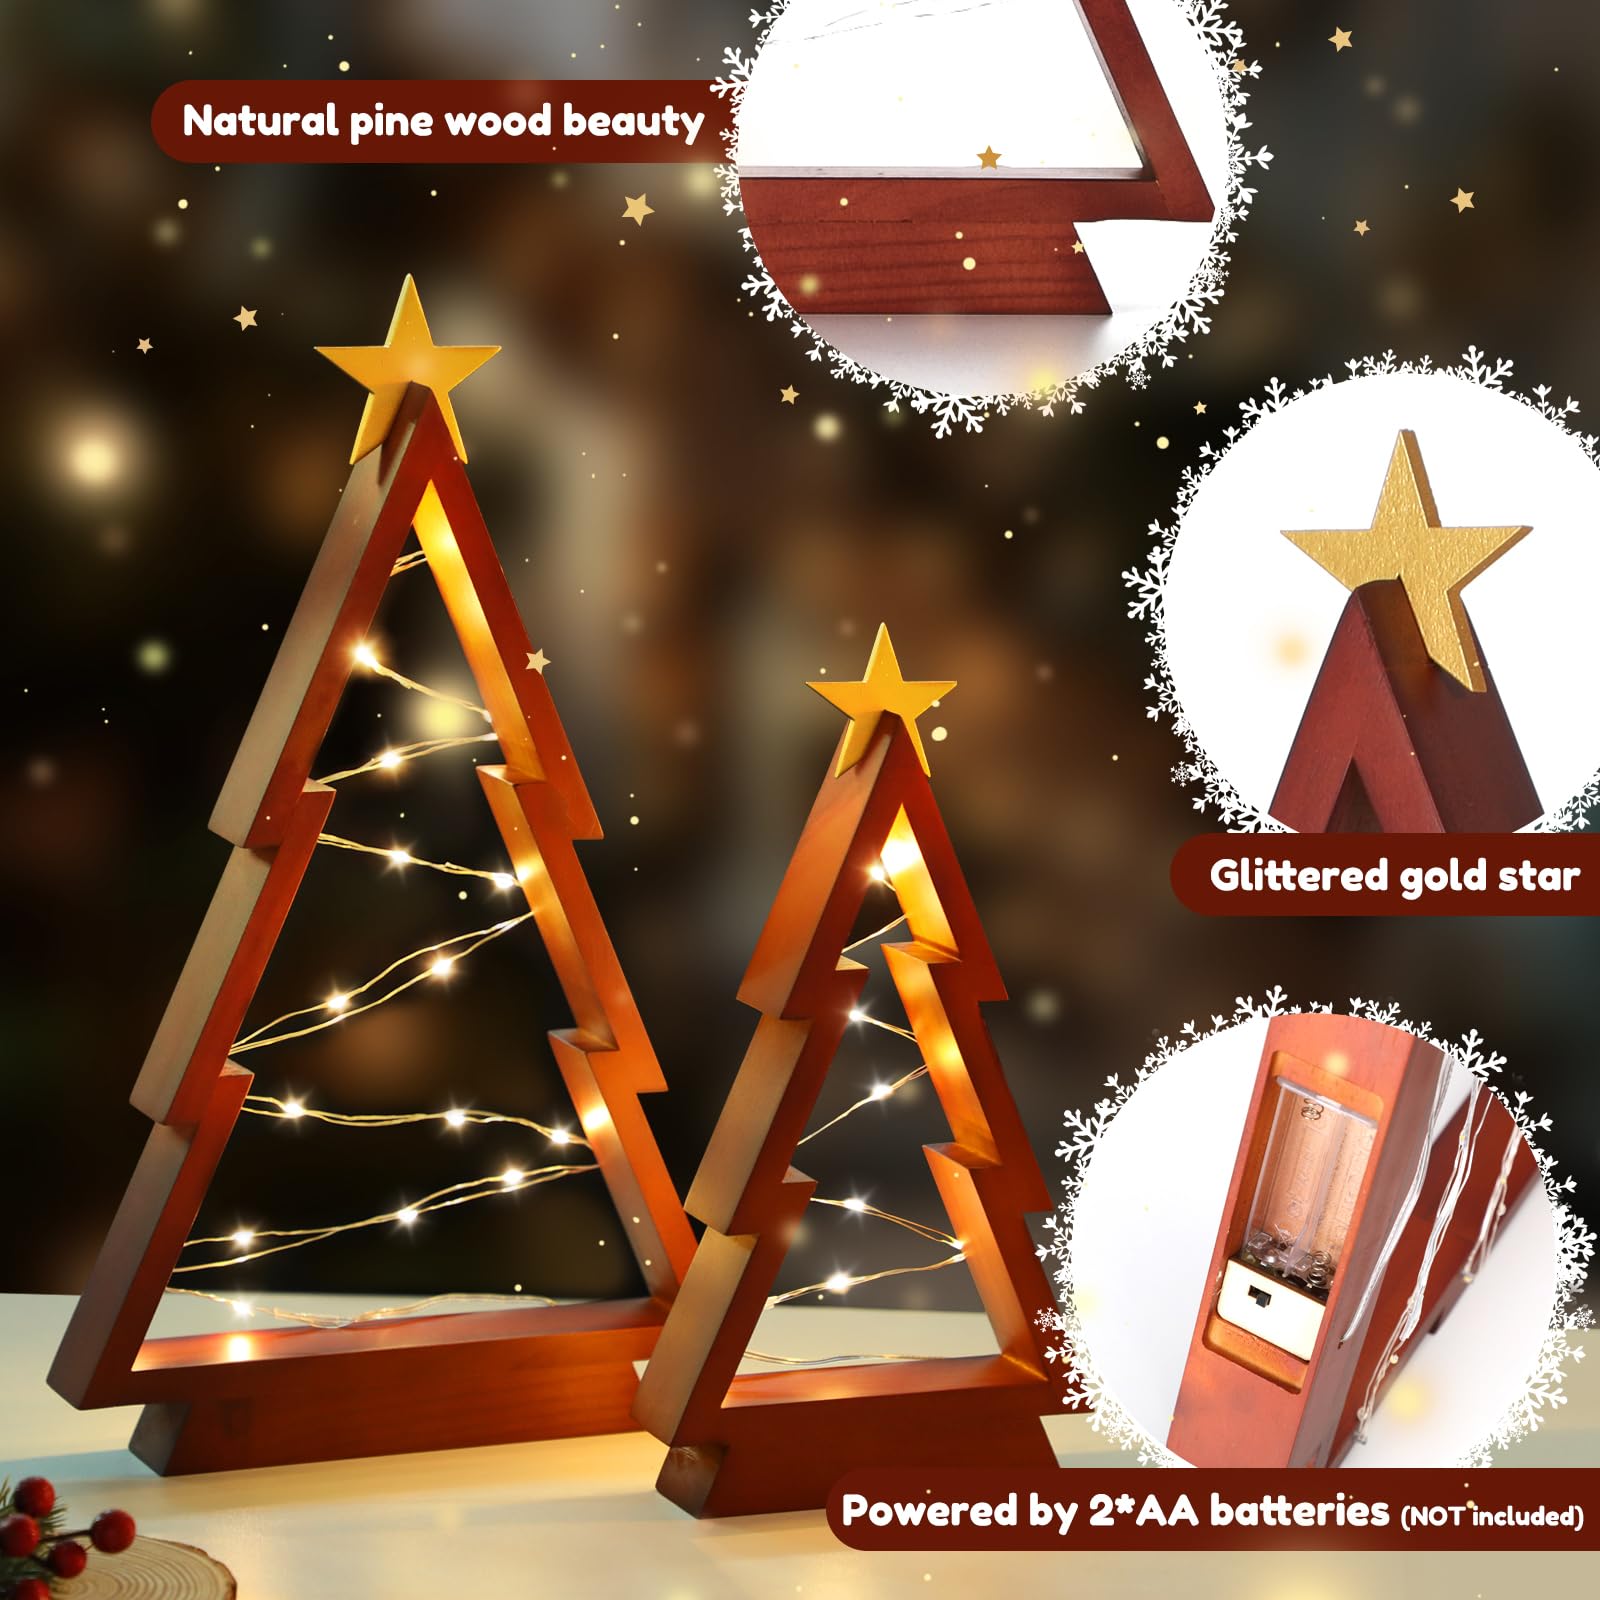 Natural pine wood beauty
Glittered gold star
Powered by 2*AA batteries (NOT included)